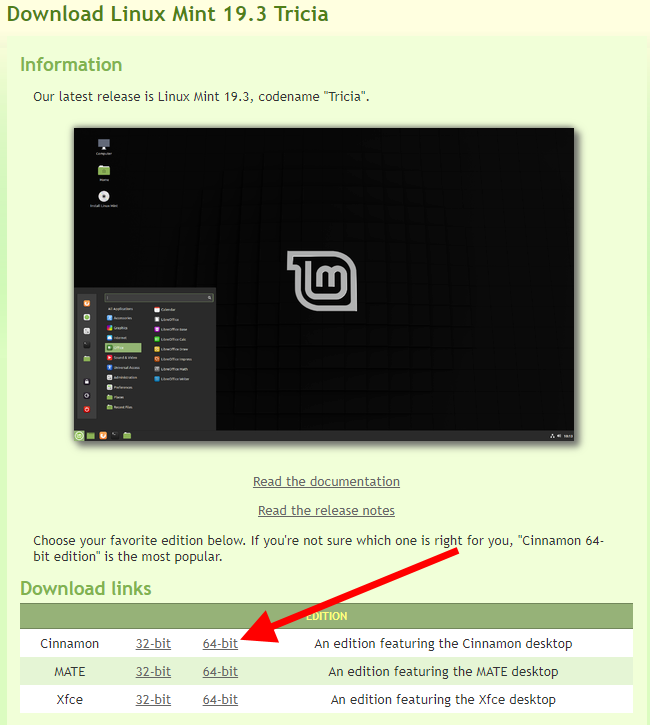 Download Linux Mint 19.3 Tricia
Information
Our latest release is Linux Mint 19.3, codename "Tricia".
Computer
Home
Install Linux Mint
All Applications
Accessories
Graphics
Internet
Office
Sound & Video
Universal Access
Administration
Preferences
Places
Recent Files
Calendar
LibreOffice
LibreOffice Base
LibreOffice Calc
LibreOffice Draw
LibreOffice Impress
LibreOffice Math
LibreOffice Writer
Read the documentation
Read the release notes
Choose your favorite edition below. If you're not sure which one is right for you, "Cinnamon 64-
bit edition" is the most popular.
Download links
EDITION
Cinnamon 32-bit 64-bit An edition featuring the Cinnamon desktop
MATE 32-bit 64-bit An edition featuring the MATE desktop
Xfce 32-bit 64-bit An edition featuring the Xfce desktop